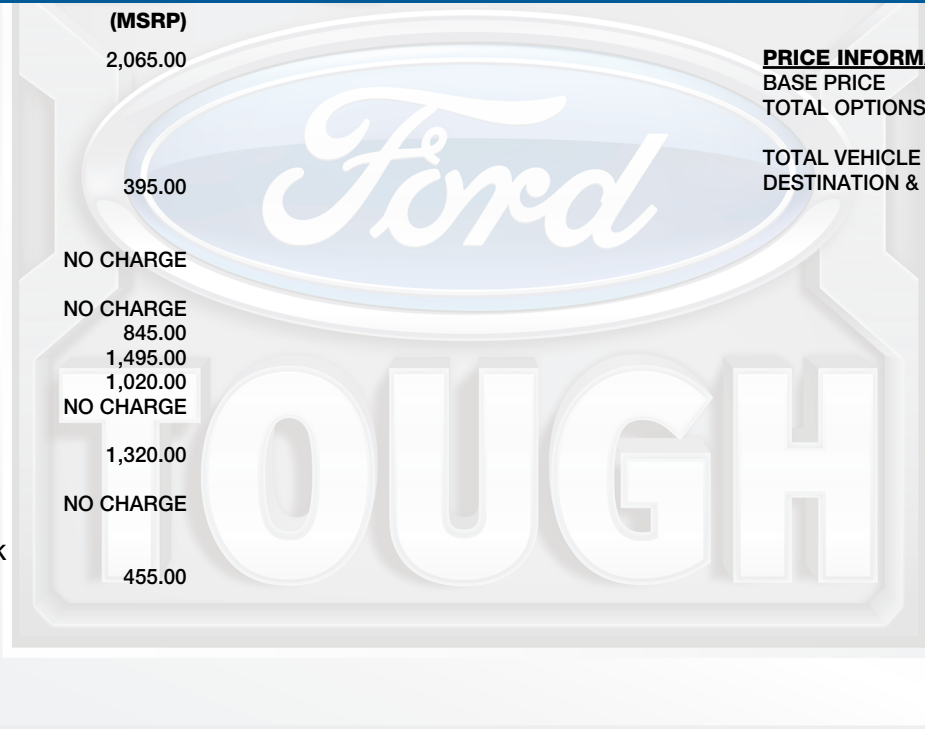 (MSRP)
2,065.00
395.00
NO CHARGE
NO CHARGE
845.00
1,495.00
1,020.00
NO CHARGE
1,320.00
NO CHARGE
K
455.00
PRICE INFORMA
BASE PRICE
TOTAL OPTIONS
TOTAL VEHICLE
DESTINATION &
Ford
TOUGH